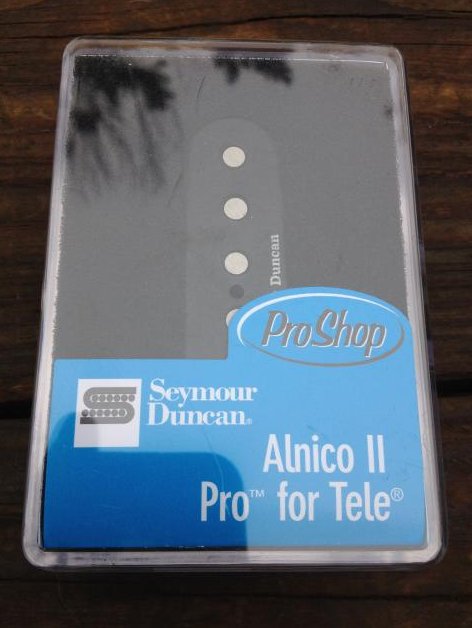 Duncan
ProShop
Seymour
Duncan®
Alnico II
Pro™ for Tele®